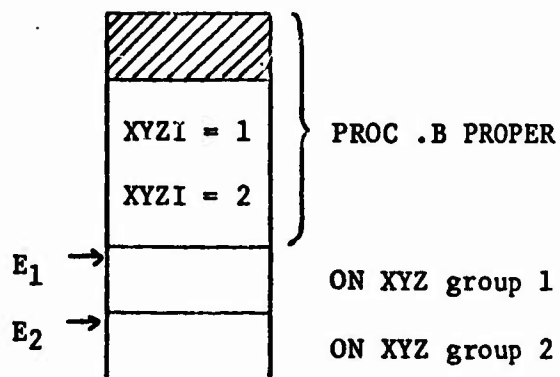 XYZI = 1
PROC .B PROPER
XYZI = 2
E1 →
ON XYZ group 1
E2 →
ON XYZ group 2